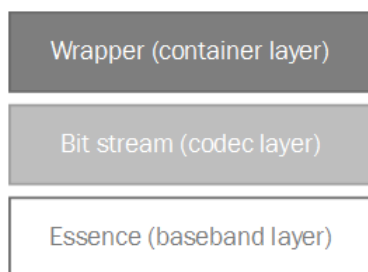 Wrapper (container layer)
Bit stream (codec layer)
Essence (baseband layer)